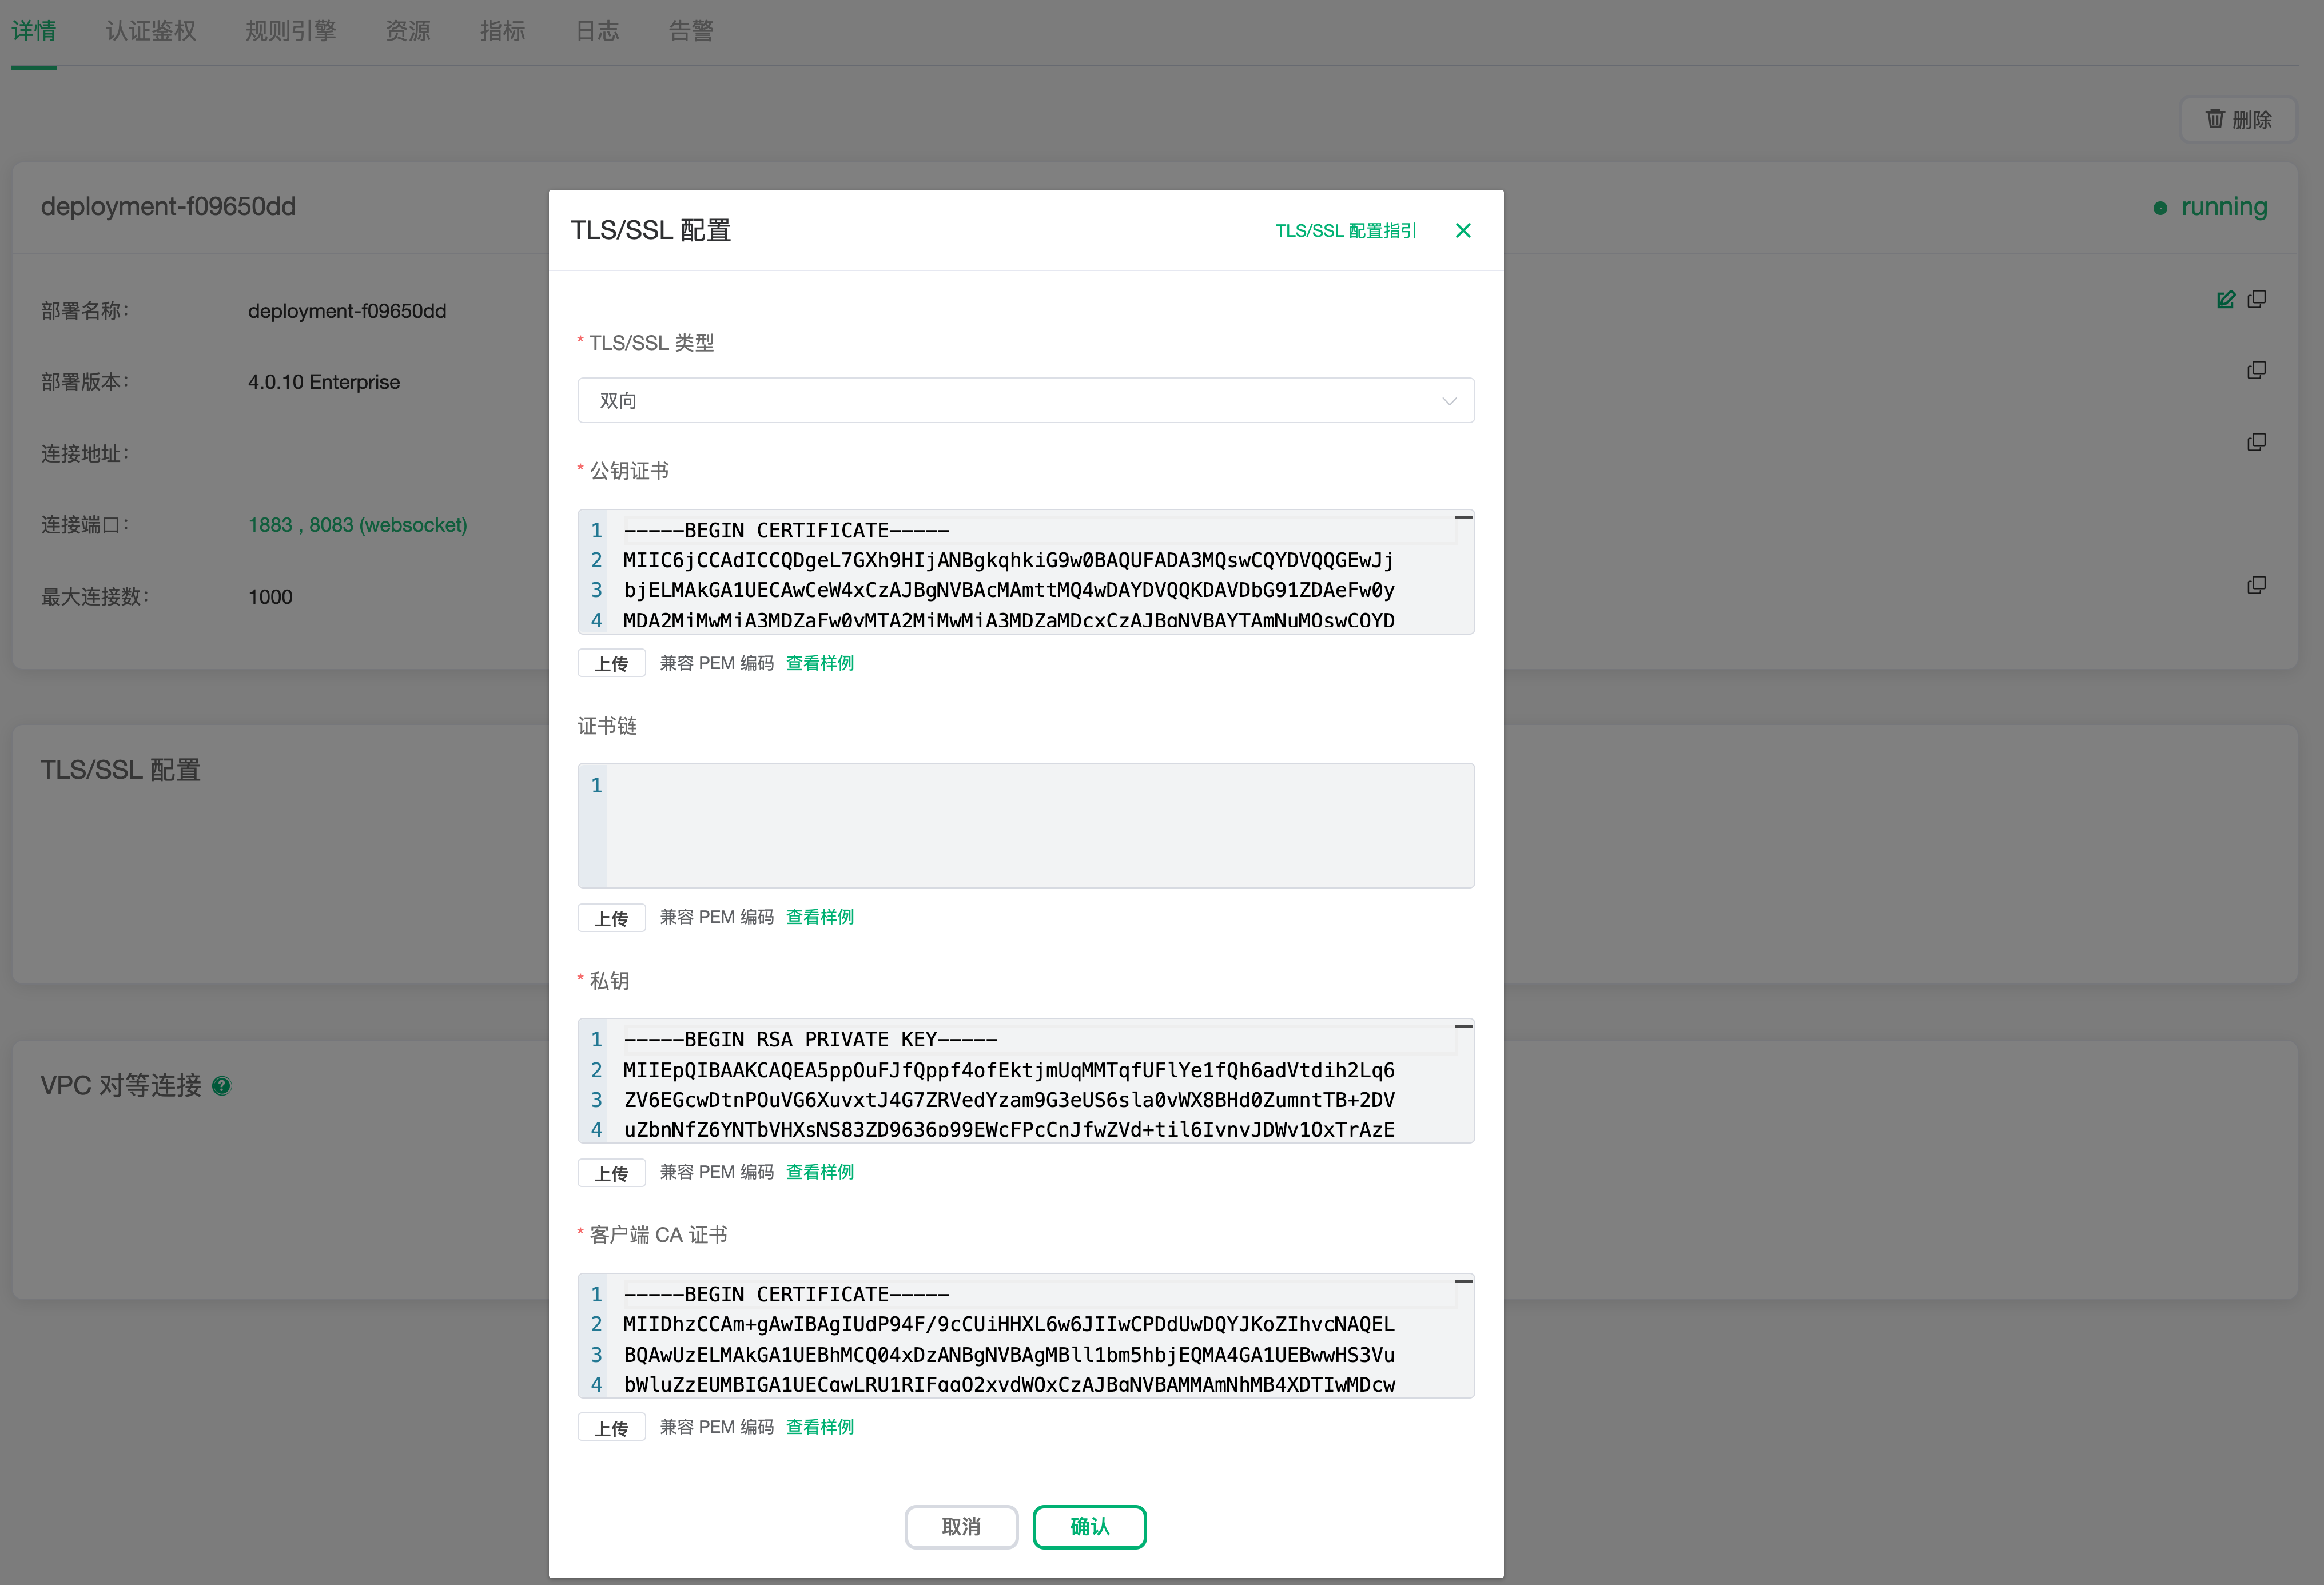 详情 认证鉴权 规则引擎 资源 指标 日志 告警
删除
deployment-f09650dd
running
部署名称： deployment-f09650dd
部署版本： 4.0.10 Enterprise
连接地址：
连接端口： 1883 , 8083 (websocket)
最大连接数： 1000
TLS/SSL 配置
VPC 对等连接 ?
TLS/SSL 配置 TLS/SSL 配置指引
* TLS/SSL 类型
双向
* 公钥证书
1 -----BEGIN CERTIFICATE-----
2 MIIC6jCCAdICCQDgeL7GXh9HIjANBgkqhkiG9w0BAQUFADA3MQswCQYDVQQGEwJj
3 bjELMAkGA1UECAwCeW4xCzAJBgNVBAcMAmttMQ4wDAYDVQQKDAVDbG91ZDAeFw0y
4 MDA2MjMwMjA3MDZaFw0yMTA2MjMwMjA3MDZaMDcxCzAJBgNVBAYTAmNuMQswCQYD
上传 兼容 PEM 编码 查看样例
证书链
1
上传 兼容 PEM 编码 查看样例
* 私钥
1 -----BEGIN RSA PRIVATE KEY-----
2 MIIEpQIBAAKCAQEA5ppOuFJfQppf4ofEktjmUqMMTqfUFlYe1fQh6adVtdih2Lq6
3 ZV6EGcwDtnPOuVG6XuvxtJ4G7ZRVedYzam9G3eUS6sla0vWX8BHd0ZumntTB+2DV
4
上传 兼容 PEM 编码 查看样例
* 客户端 CA 证书
1 -----BEGIN CERTIFICATE-----
2 MIIDhzCCAm+gAwIBAgIUdP94F/9cCUiHHXL6w6JIIwCPDdUwDQYJKoZIhvcNAQEL
3 BQAwUzELMAkGA1UEBhMCQ04xDzANBgNVBAgMBll1bm5hbjEQMA4GA1UEBwwHS3Vu
4
上传 兼容 PEM 编码 查看样例
取消 确认